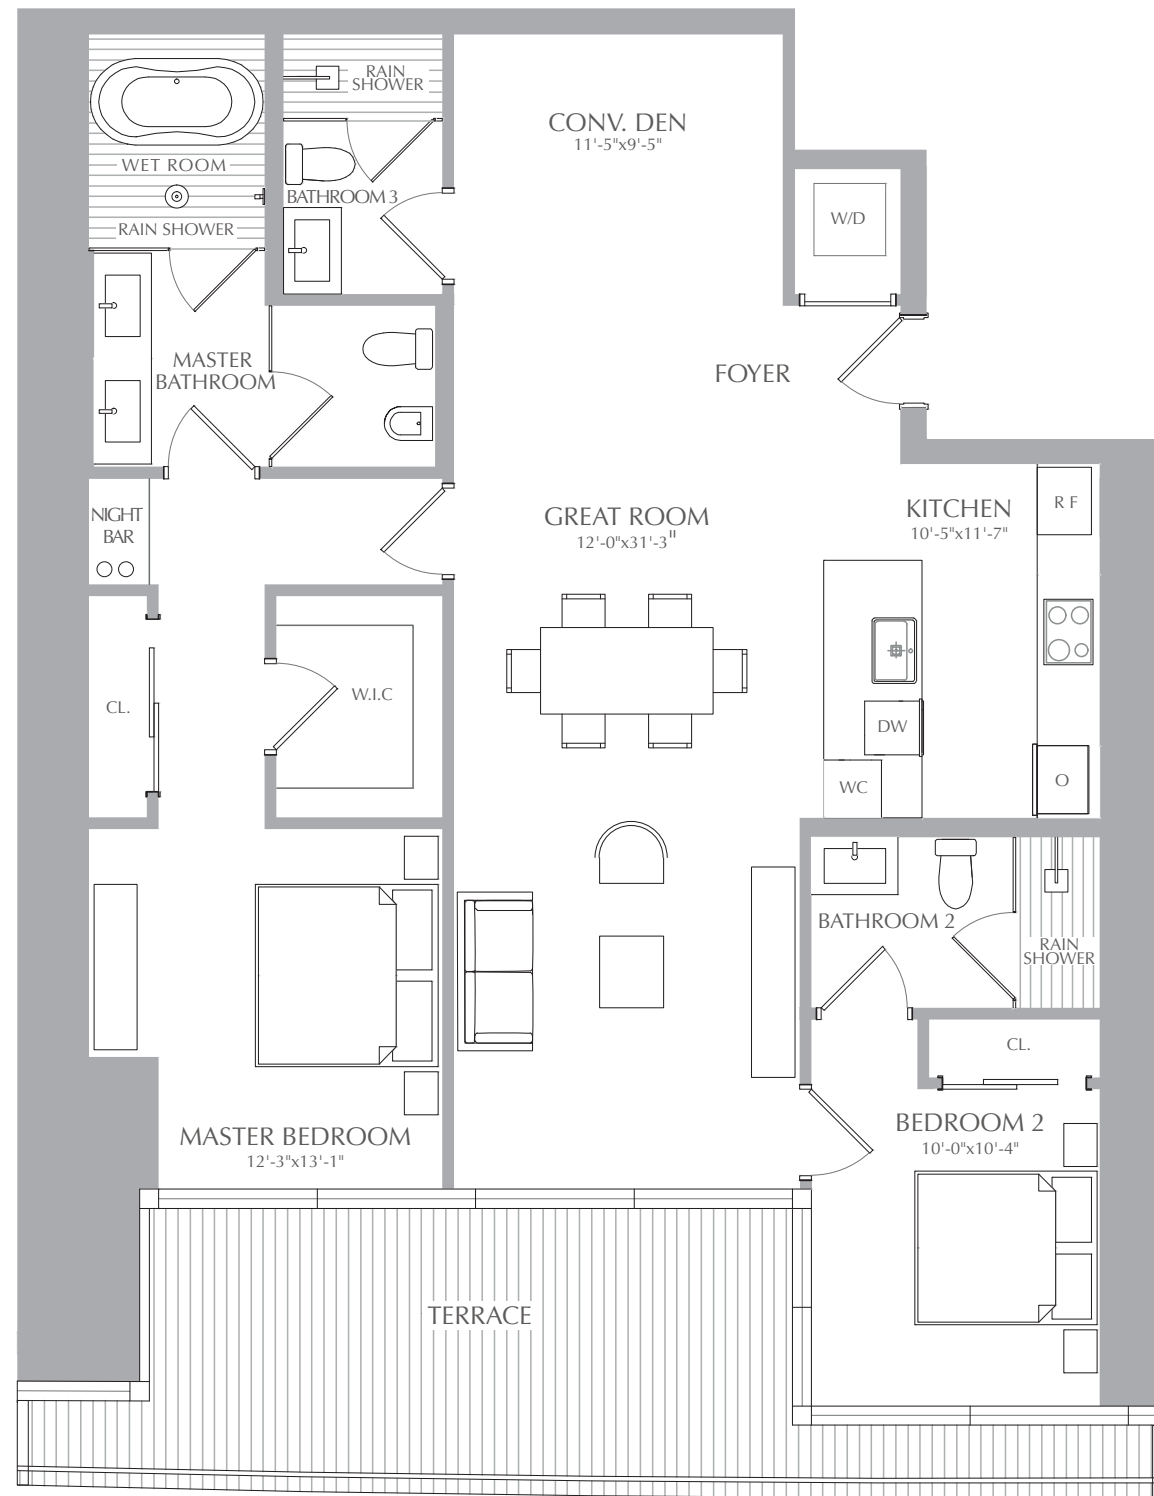 RAIN
SHOWER
CONV. DEN
11'-5"x9'-5"
WET ROOM
BATHROOM 3
RAIN SHOWER
W/D
MASTER
BATHROOM
FOYER
NIGHT
BAR
GREAT ROOM
12'-0"x31'-3"
KITCHEN
10'-5"x11'-7"
R F
CL.
W.I.C
DW
WC
O
BATHROOM 2
RAIN
SHOWER
CL.
MASTER BEDROOM
12'-3"x13'-1"
BEDROOM 2
10'-0"x10'-4"
TERRACE